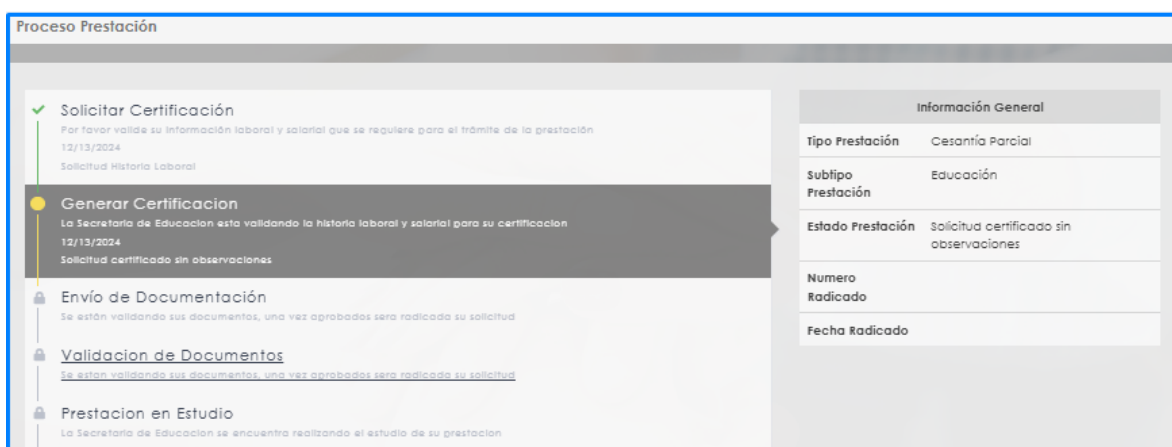 Proceso Prestación
Solicitar Certificación
Por favor valide su información laboral y salarial que se requiere para el trámite de la prestación
12/13/2024
Solicitud Historia Laboral
Generar Certificacion
La Secretaria de Educacion esta validando la historia laboral y salarial para su certificacion
12/13/2024
Solicitud certificado sin observaciones
Envío de Documentación
Se están validando sus documentos, una vez aprobados sera radicada su solicitud
Validacion de Documentos
Se estan validando sus documentos, una vez aprobados sera radicada su solicitud
Prestacion en Estudio
La Secretaria de Educacion se encuentra realizando el estudio de su prestacion
Información General
Tipo Prestación Cesantía Parcial
Subtipo Educación
Prestación
Estado Prestación Solicitud certificado sin
observaciones
Numero
Radicado
Fecha Radicado